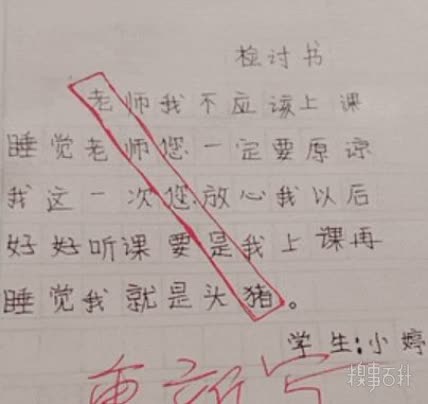 检讨书
老师我不应该上课
睡觉老师您一定要原谅
我这一次您放心我以后
好好听课要是我上课再
睡觉我就是头猪。
学生:小婷
重新写
糗事百科